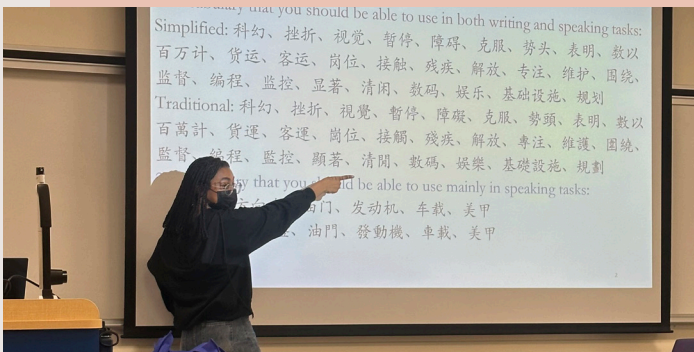 that you should be able to use in both writing and speaking tasks:
Simplified: 科幻、挫折、视觉、暂停、障碍、克服、势头、表明、数以
百万计、货运、客运、岗位、接触、残疾、解放、专注、维护、围绕、
监督、编程、监控、显著、清闲、数码、娱乐、基础设施、规划
Traditional: 科幻、挫折、視覺、暫停、障礙、克服、勢頭、表明、數以
百萬計、貨運、客運、崗位、接觸、殘疾、解放、專注、維護、圍繞、
監督、編程、監控、顯著、清閒、數碼、娛樂、基礎設施、規劃
that you be able to use mainly in speaking tasks:
发动机、车载、美甲
油門、發動機、車載、美甲